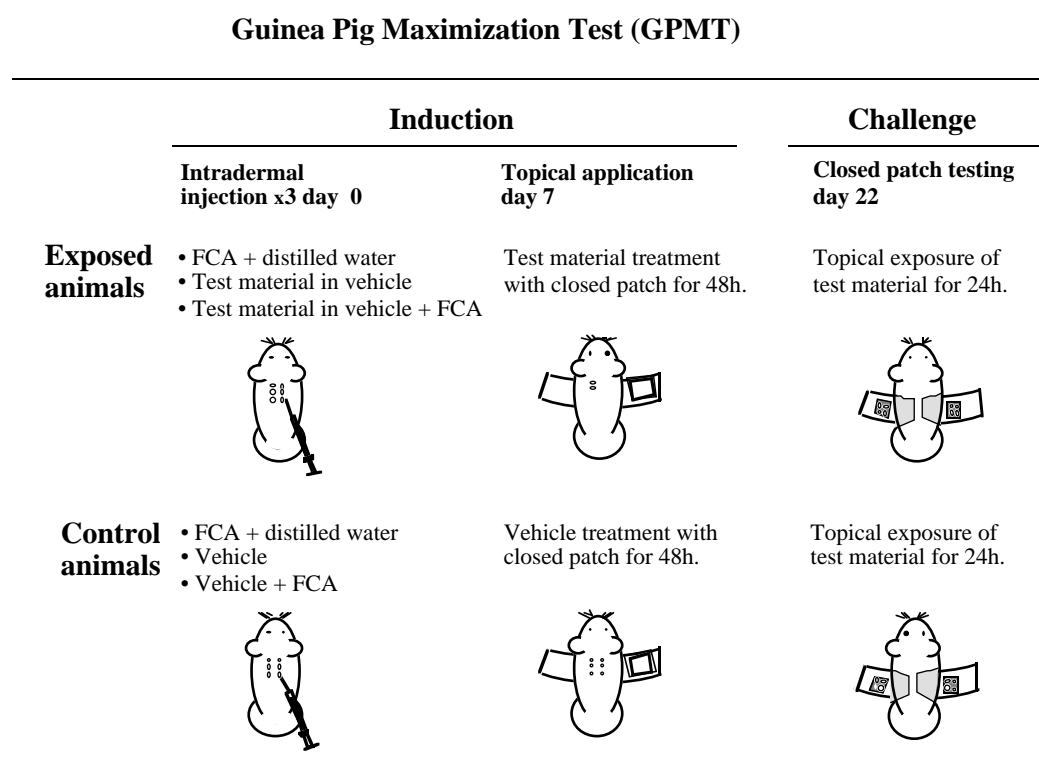 Guinea Pig Maximization Test (GPMT)
Induction
Challenge
Intradermal
injection x3 day 0
Topical application
day 7
Closed patch testing
day 22
Exposed
animals
• FCA + distilled water
• Test material in vehicle
• Test material in vehicle + FCA
Test material treatment
with closed patch for 48h.
Topical exposure of
test material for 24h.
Control
animals
• FCA + distilled water
• Vehicle
• Vehicle + FCA
Vehicle treatment with
closed patch for 48h.
Topical exposure of
test material for 24h.